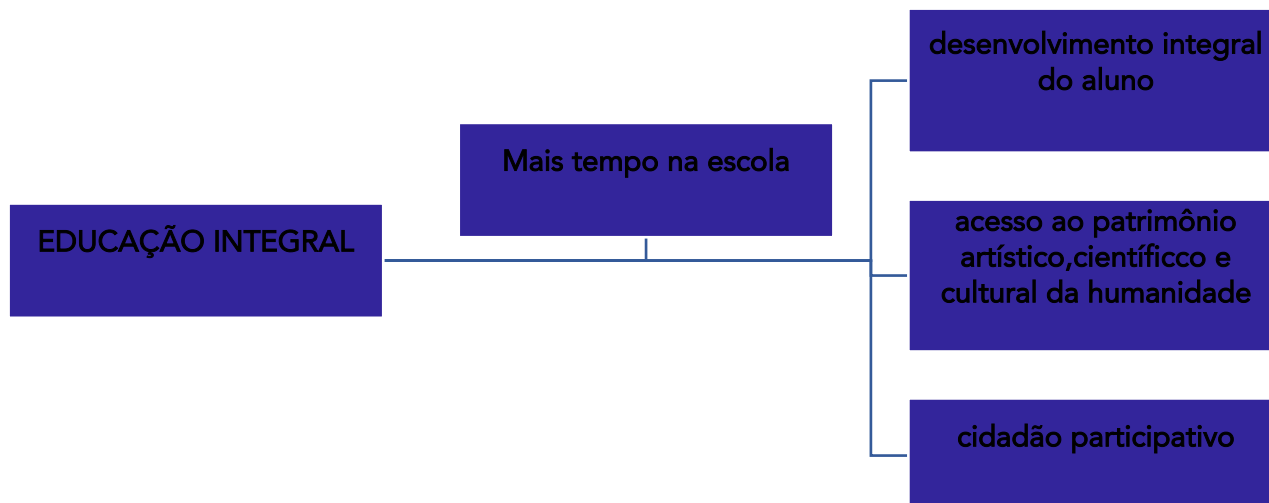 EDUCAÇÃO INTEGRAL
Mais tempo na escola
desenvolvimento integral
do aluno
acesso ao patrimônio
artístico,científicco e
cultural da humanidade
cidadão participativo